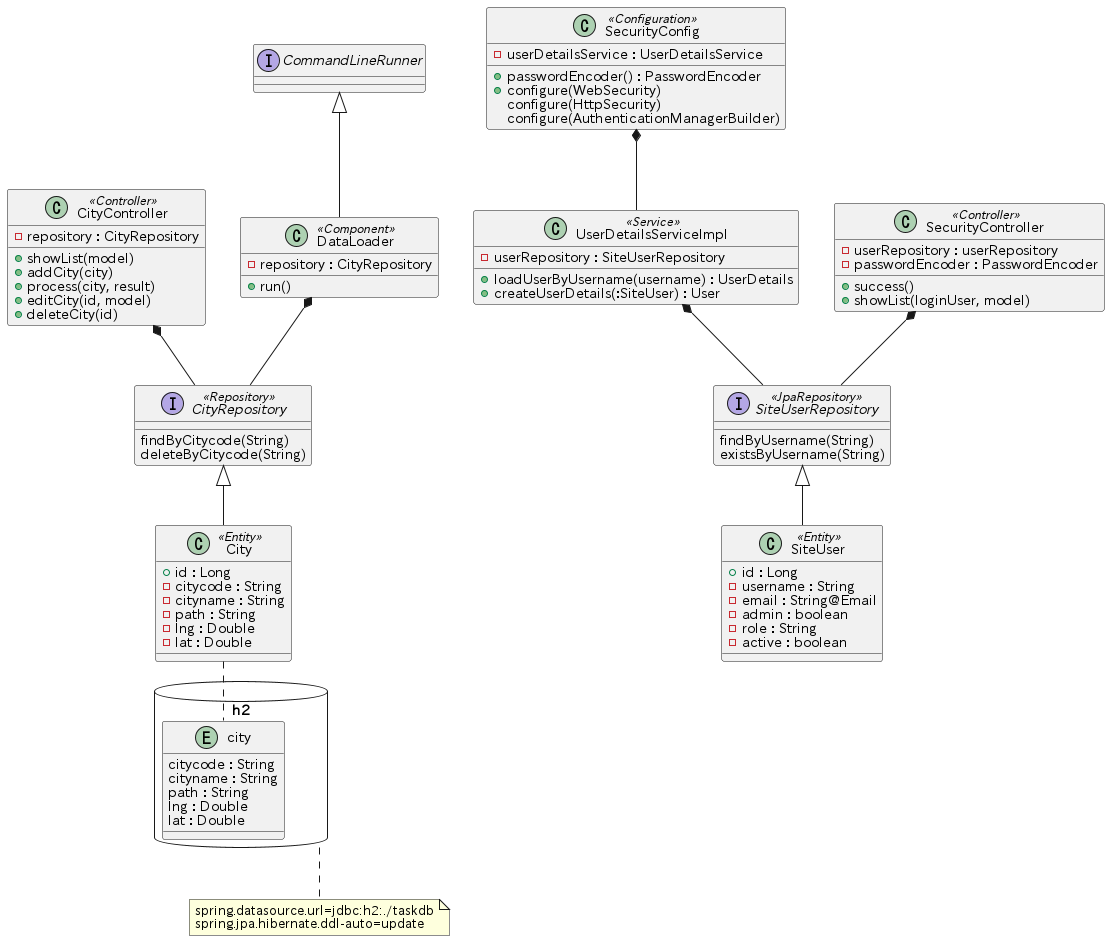 «Configuration»
SecurityConfig
userDetailsService : UserDetailsService
passwordEncoder() : PasswordEncoder
configure(WebSecurity)
configure(HttpSecurity)
configure(AuthenticationManagerBuilder)
I CommandLineRunner
C
«Controller»
CityController
repository : CityRepository
showList(model)
addCity(city)
process(city, result)
editCity(id, model)
deleteCity(id)
C
«Component»
DataLoader
repository : CityRepository
run()
C
«Service»
UserDetailsServiceImpl
userRepository : SiteUserRepository
loadUserByUsername(username) : UserDetails
createUserDetails(:SiteUser) : User
C
«Controller»
SecurityController
userRepository : userRepository
passwordEncoder : PasswordEncoder
success()
showList(loginUser, model)
C
«Repository»
CityRepository
findByCitycode(String)
deleteByCitycode(String)
I
«JpaRepository»
SiteUserRepository
findByUsername(String)
existsByUsername(String)
I
«Entity»
City
id : Long
citycode : String
cityname : String
path : String
lng : Double
lat : Double
C
«Entity»
SiteUser
id : Long
username : String
email : String@Email
admin : boolean
role : String
active : boolean
C
h2
E city
citycode : String
cityname : String
path : String
lng : Double
lat : Double
spring.datasource.url=jdbc:h2:./taskdb
spring.jpa.hibernate.ddl-auto=update